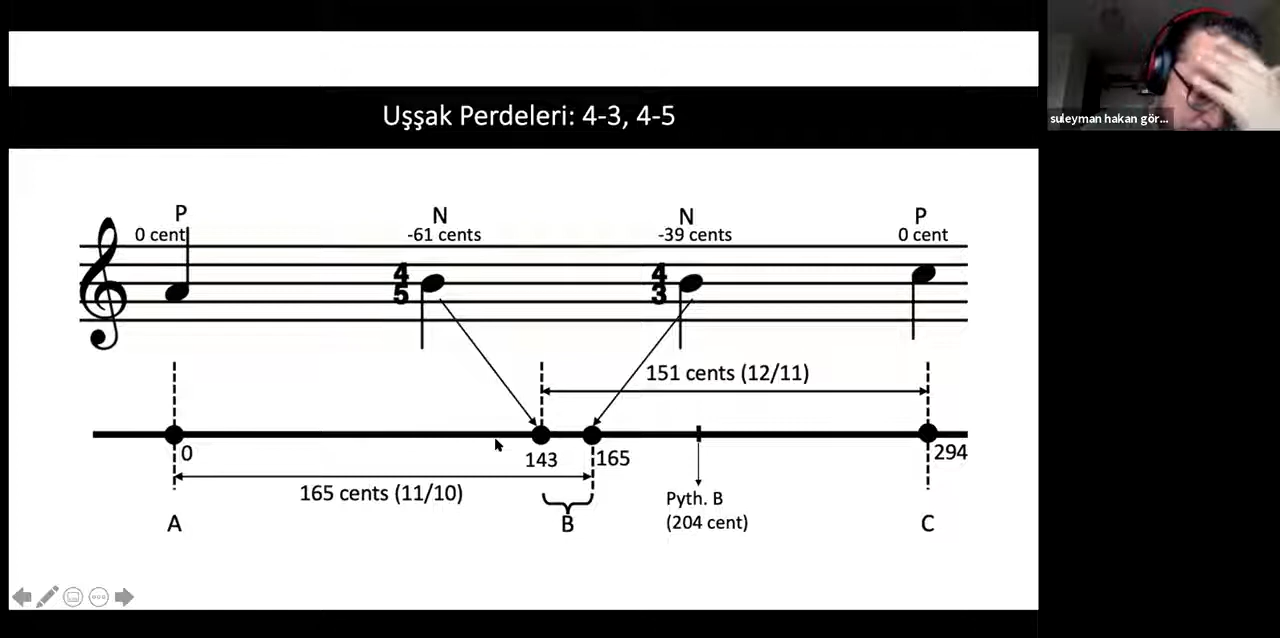 Uşşak Perdeleri: 4-3, 4-5
suleyman hakan gör...
P
N
N
P
0 cent
-61 cents
-39 cents
0 cent
4
5
4
3
151 cents (12/11)
0
143
165
294
165 cents (11/10)
Pyth. B
(204 cent)
A
B
C